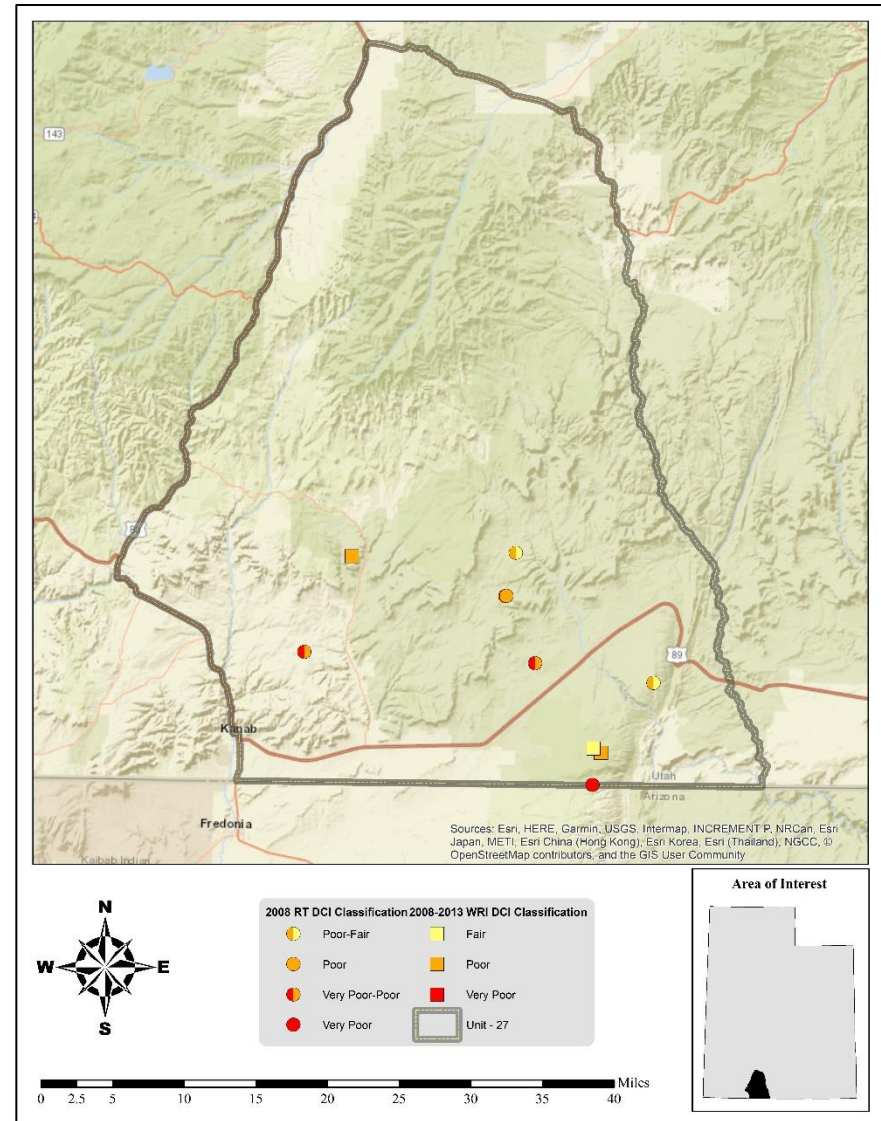 143
89
89
Kanab
Utah
Arizona
Fredonia
Kaibab Indian
Sources: Esri, HERE, Garmin, USGS, Intermap, INCREMENT P, NRCan, Esri
Japan, METI, Esri China (Hong Kong), Esri Korea, Esri (Thailand), NGCC, ©
OpenStreetMap contributors, and the GIS User Community
N
W E
S
2008 RT DCI Classification 2008-2013 WRI DCI Classification
Poor-Fair Fair
Poor Poor
Very Poor-Poor Very Poor
Very Poor Unit - 27
Area of Interest
Miles
0 2.5 5 10 15 20 25 30 35 40